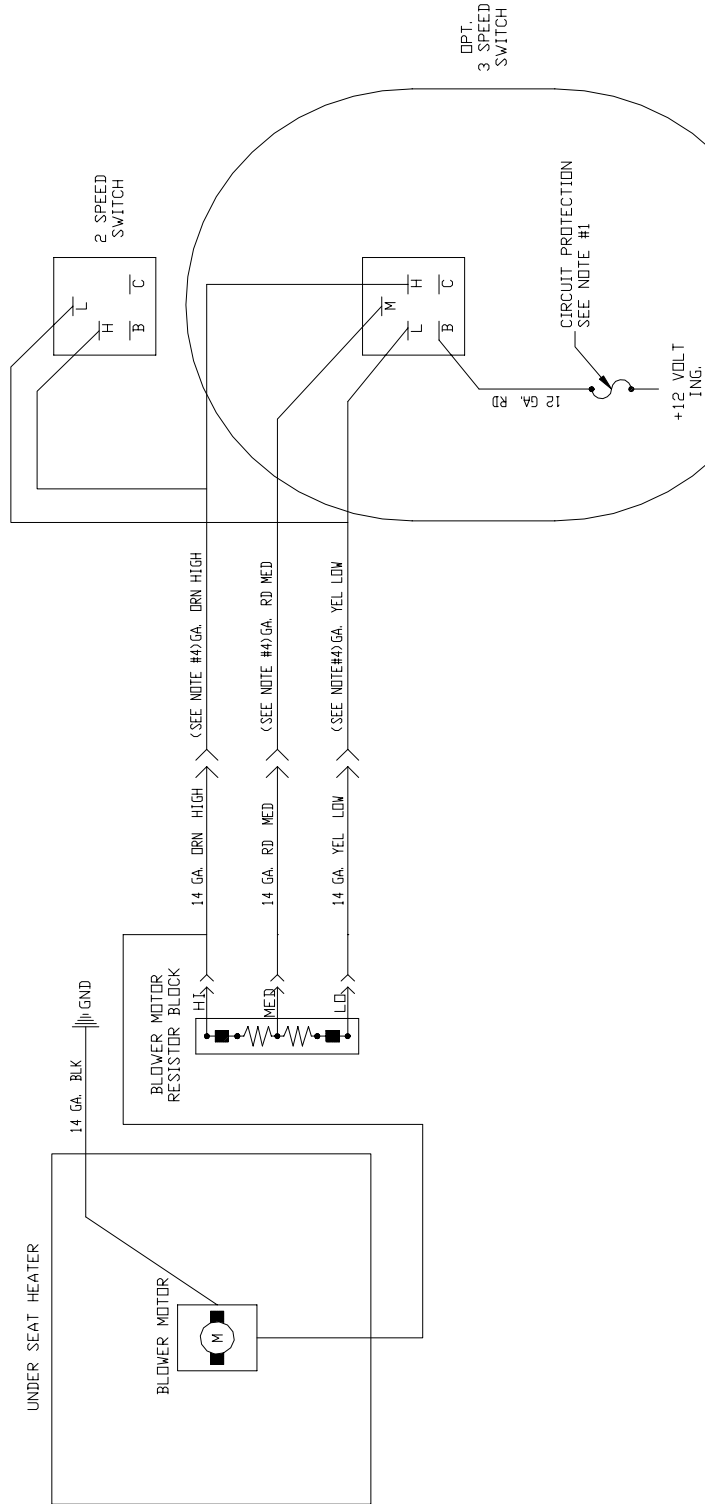 OPT.
3 SPEED
SWITCH
2 SPEED
SWITCH
L
H
C
B
M
H
L
C
B
CIRCUIT PROTECTION
SEE NOTE #1
12 GA. RD
+12 VOLT
ING.
(SEE NOTE #4)GA. ORN HIGH
(SEE NOTE #4)GA. RD MED
(SEE NOTE#4)GA. YEL LOW
14 GA. ORN HIGH
14 GA. RD MED
14 GA. YEL LOW
HI
MED
LO
BLOWER MOTOR
RESISTOR BLOCK
GND
14 GA. BLK
UNDER SEAT HEATER
BLOWER MOTOR
M